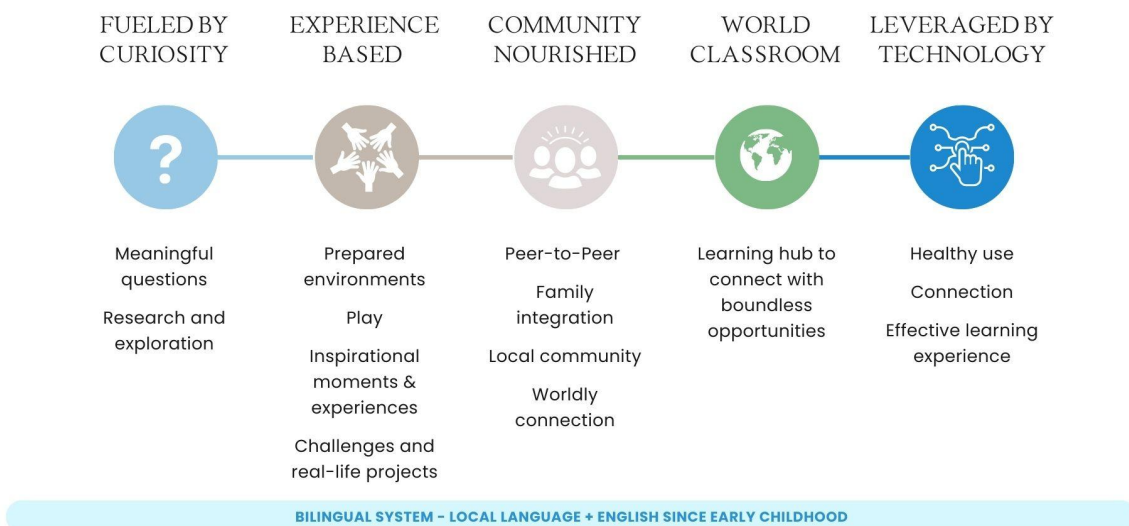 FUELED BY
CURIOSITY
Meaningful
questions
Research and
exploration
EXPERIENCE
BASED
Prepared
environments
Play
Inspirational
moments &
experiences
Challenges and
real-life projects
COMMUNITY
NOURISHED
Peer-to-Peer
Family
integration
Local community
Worldly
connection
WORLD
CLASSROOM
Learning hub to
connect with
boundless
opportunities
LEVERAGED BY
TECHNOLOGY
Healthy use
Connection
Effective learning
experience
BILINGUAL SYSTEM - LOCAL LANGUAGE + ENGLISH SINCE EARLY CHILDHOOD